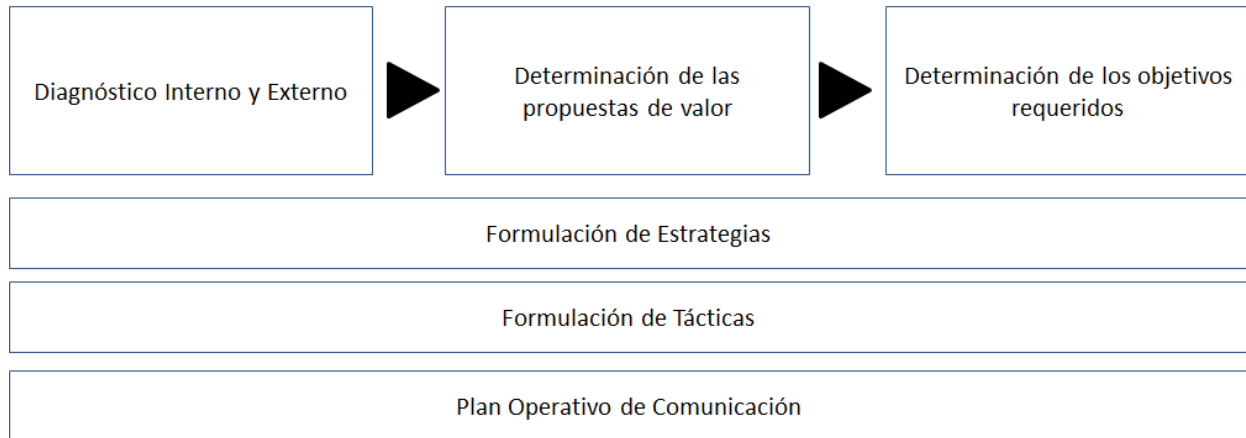 Diagnóstico Interno y Externo
Determinación de las
propuestas de valor
Determinación de los objetivos
requeridos
Formulación de Estrategias
Formulación de Tácticas
Plan Operativo de Comunicación